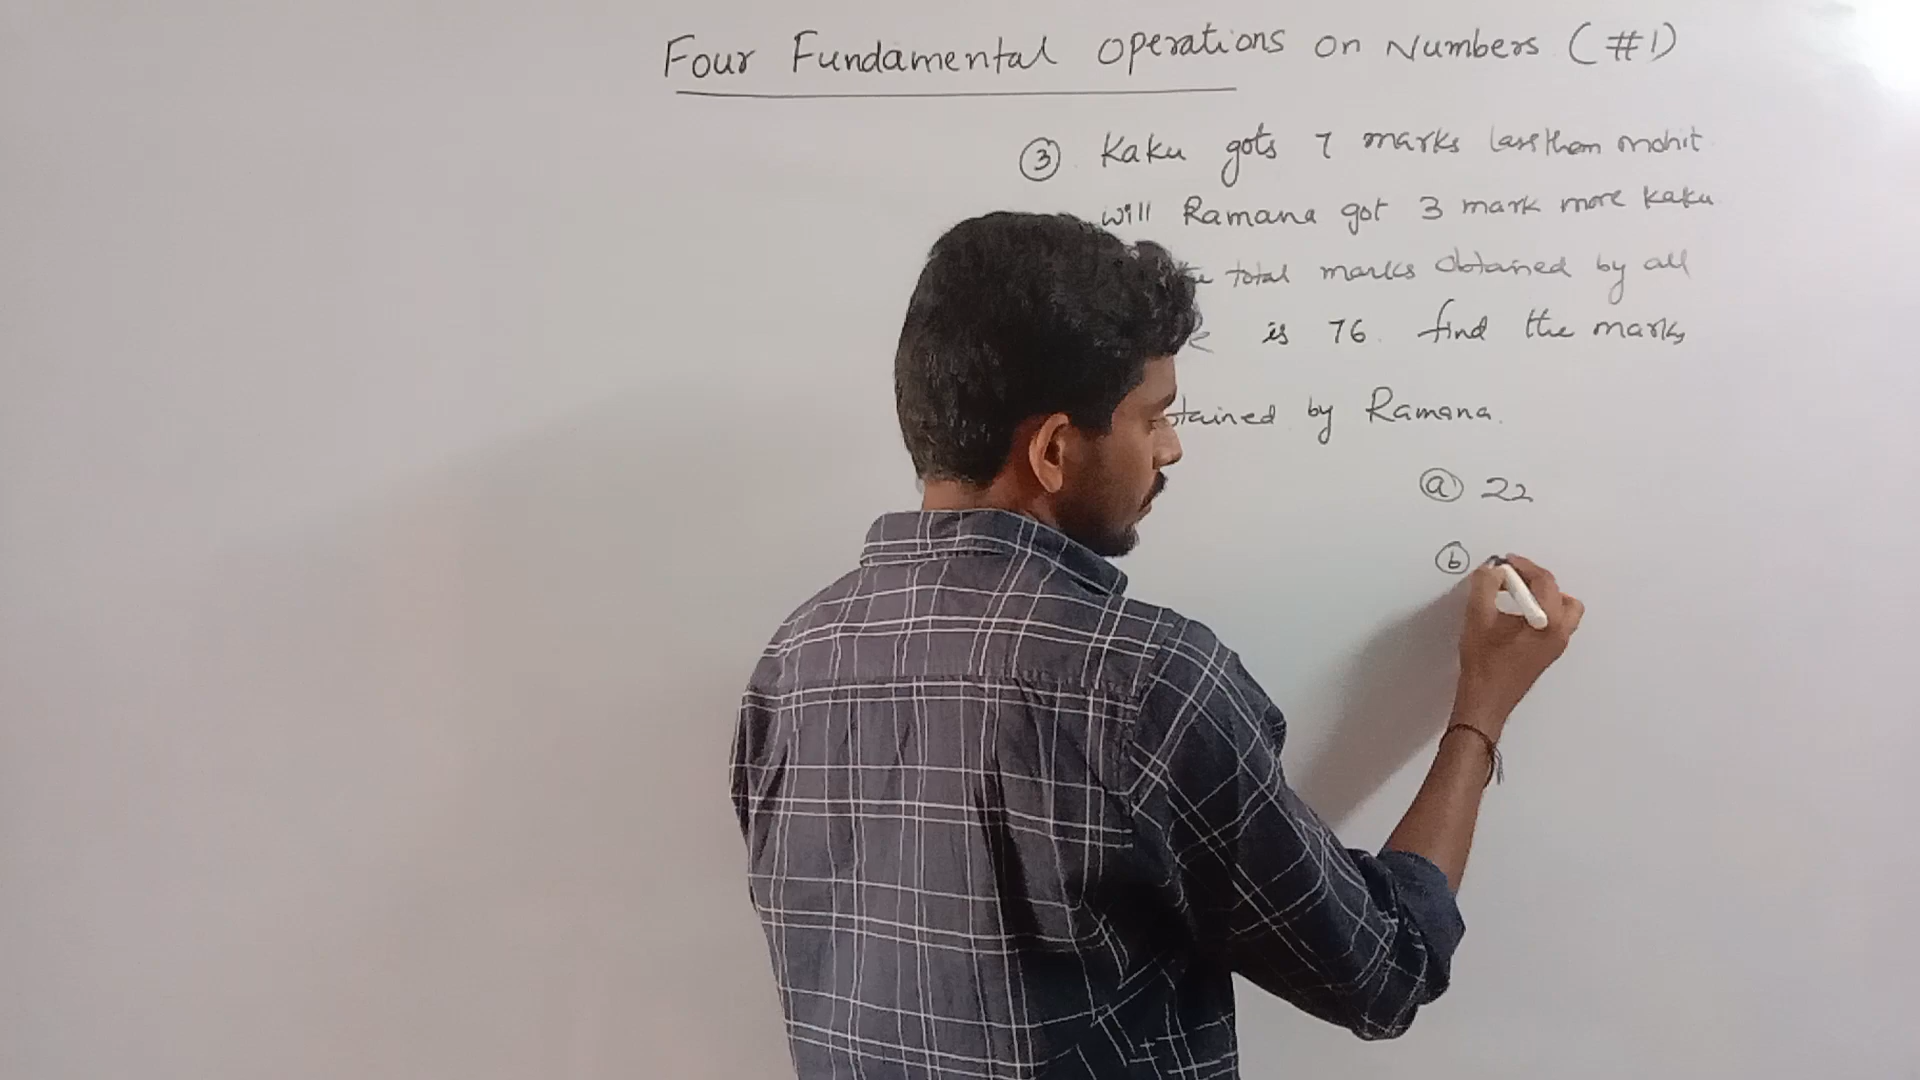 Four Fundamental Operations On Numbers (#1)
③ Kaku gots 7 marks lessthan mohit
will Ramana got 3 mark more kaku
total marks obtained by all
is 76. find the marks
tained by Ramana.
ⓐ 22
ⓑ